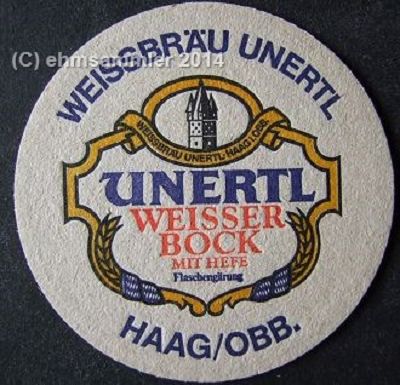 (C) ehmsammler 2014
WEISSBRÄU UNERTL
WEISSBRÄU UNERTL HAAG / OBB.
UNERTL
WEISSER
BOCK
MIT HEFE
Flaschengärung
HAAG/OBB.